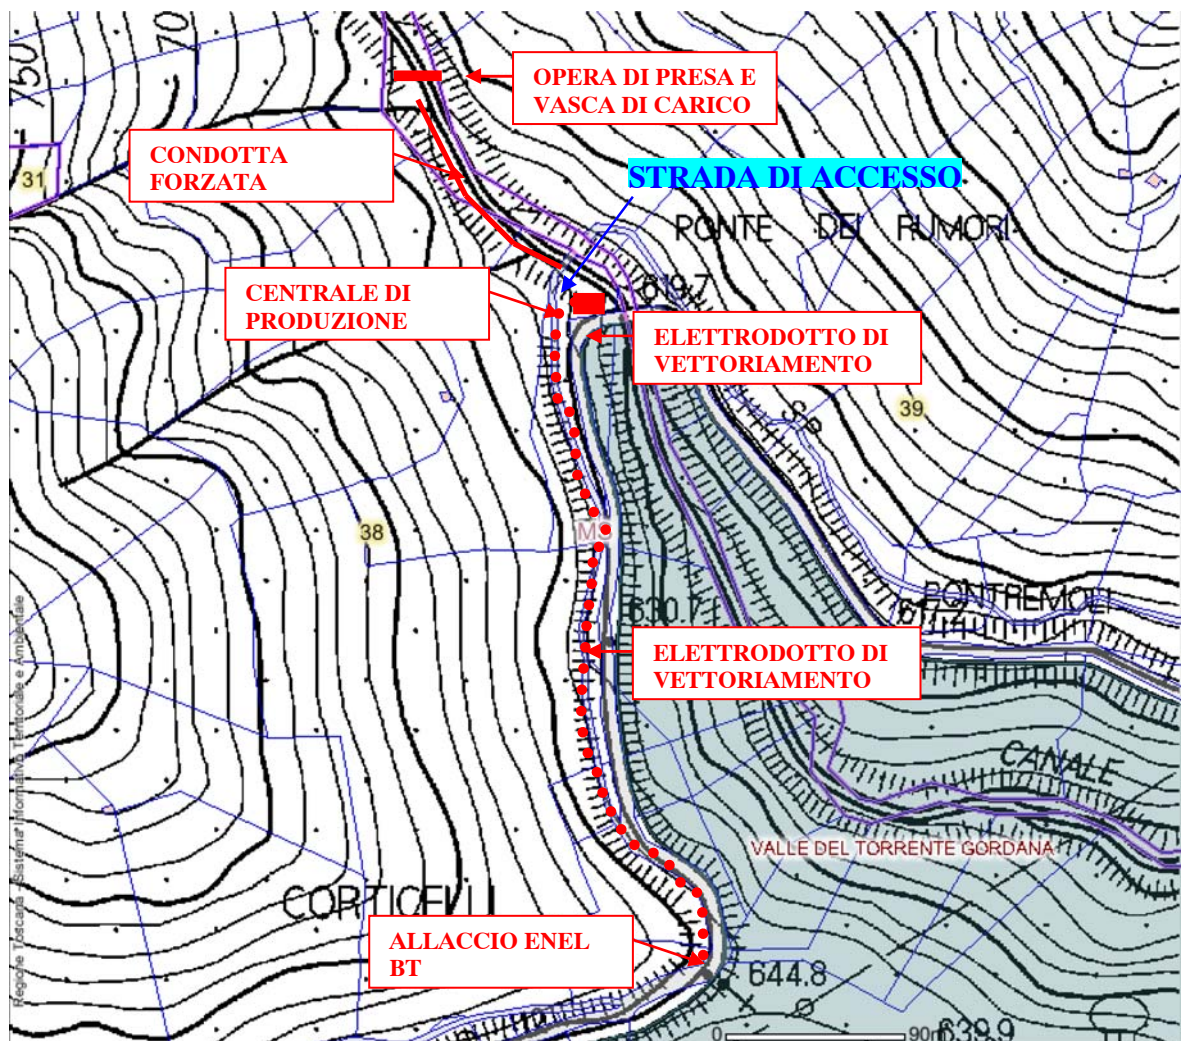 750
70
OPERA DI PRESA E
VASCA DI CARICO
CONDOTTA
FORZATA
31
STRADA DI ACCESSO
PONTE DEI RUMORI
619.7
CENTRALE DI
PRODUZIONE
ELETTRODOTTO DI
VETTORIAMENTO
SP
39
38
MS
PONTREMOLI
630.7
ELETTRODOTTO DI
VETTORIAMENTO
CANALE
VALLE DEL TORRENTE GORDANA
CORTICELLI
ALLACCIO ENEL
BT
644.8
0
90m
639.9
Regione Toscana - Sistema Informativo Territoriale e Ambientale